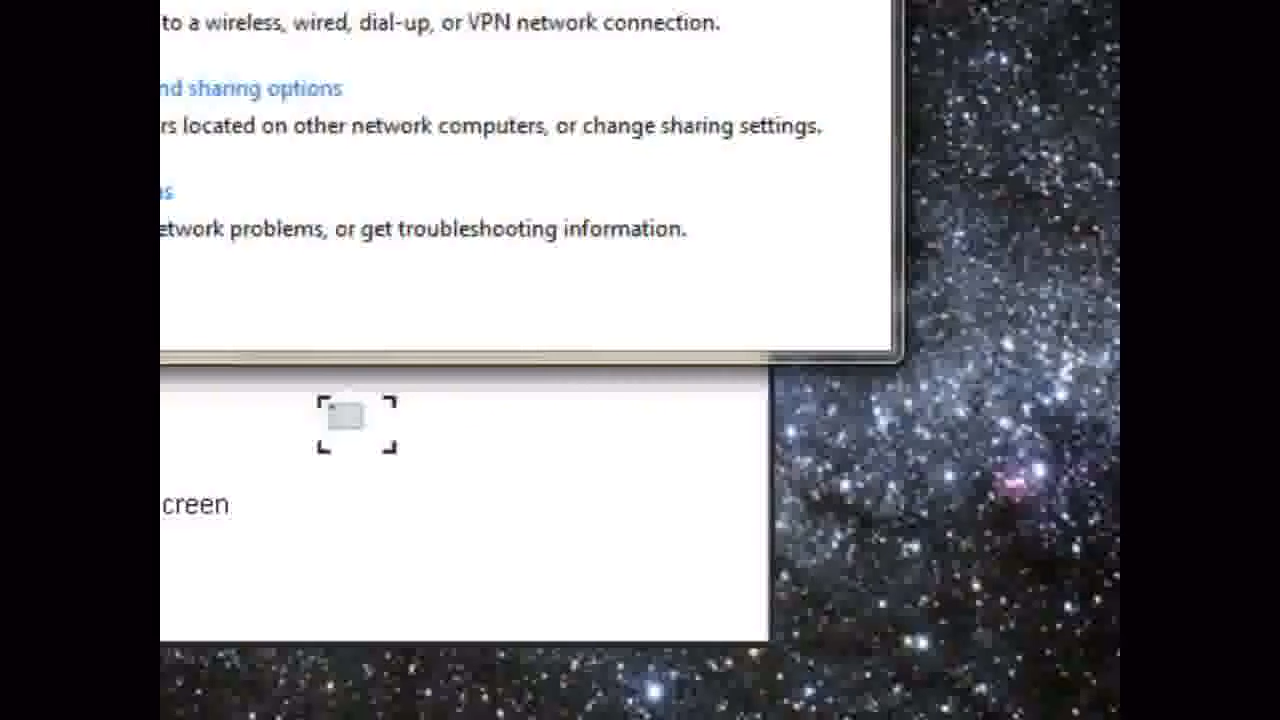 to a wireless, wired, dial-up, or VPN network connection.
nd sharing options
rs located on other network computers, or change sharing settings.
s
etwork problems, or get troubleshooting information.
creen